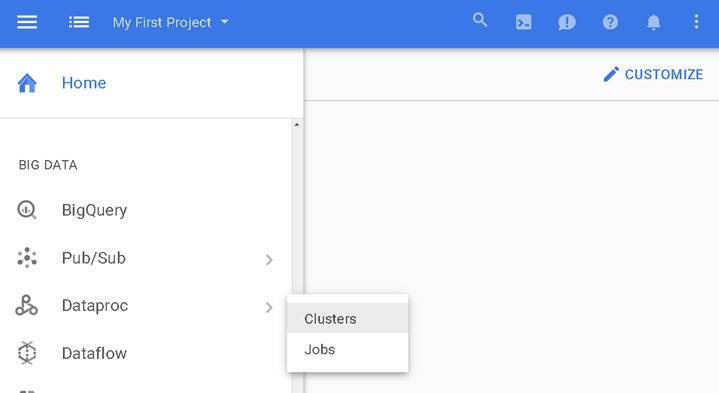 My First Project
Home
CUSTOMIZE
BIG DATA
BigQuery
Pub/Sub
Dataproc
Clusters
Jobs
Dataflow